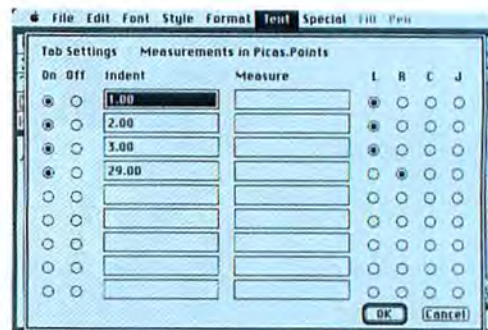 File Edit Font Style Format Text Special Fill Pen
Tab Settings Measurements in Picas.Points
On Off Indent Measure L R C J
1.00
2.00
3.00
29.00
OK Cancel